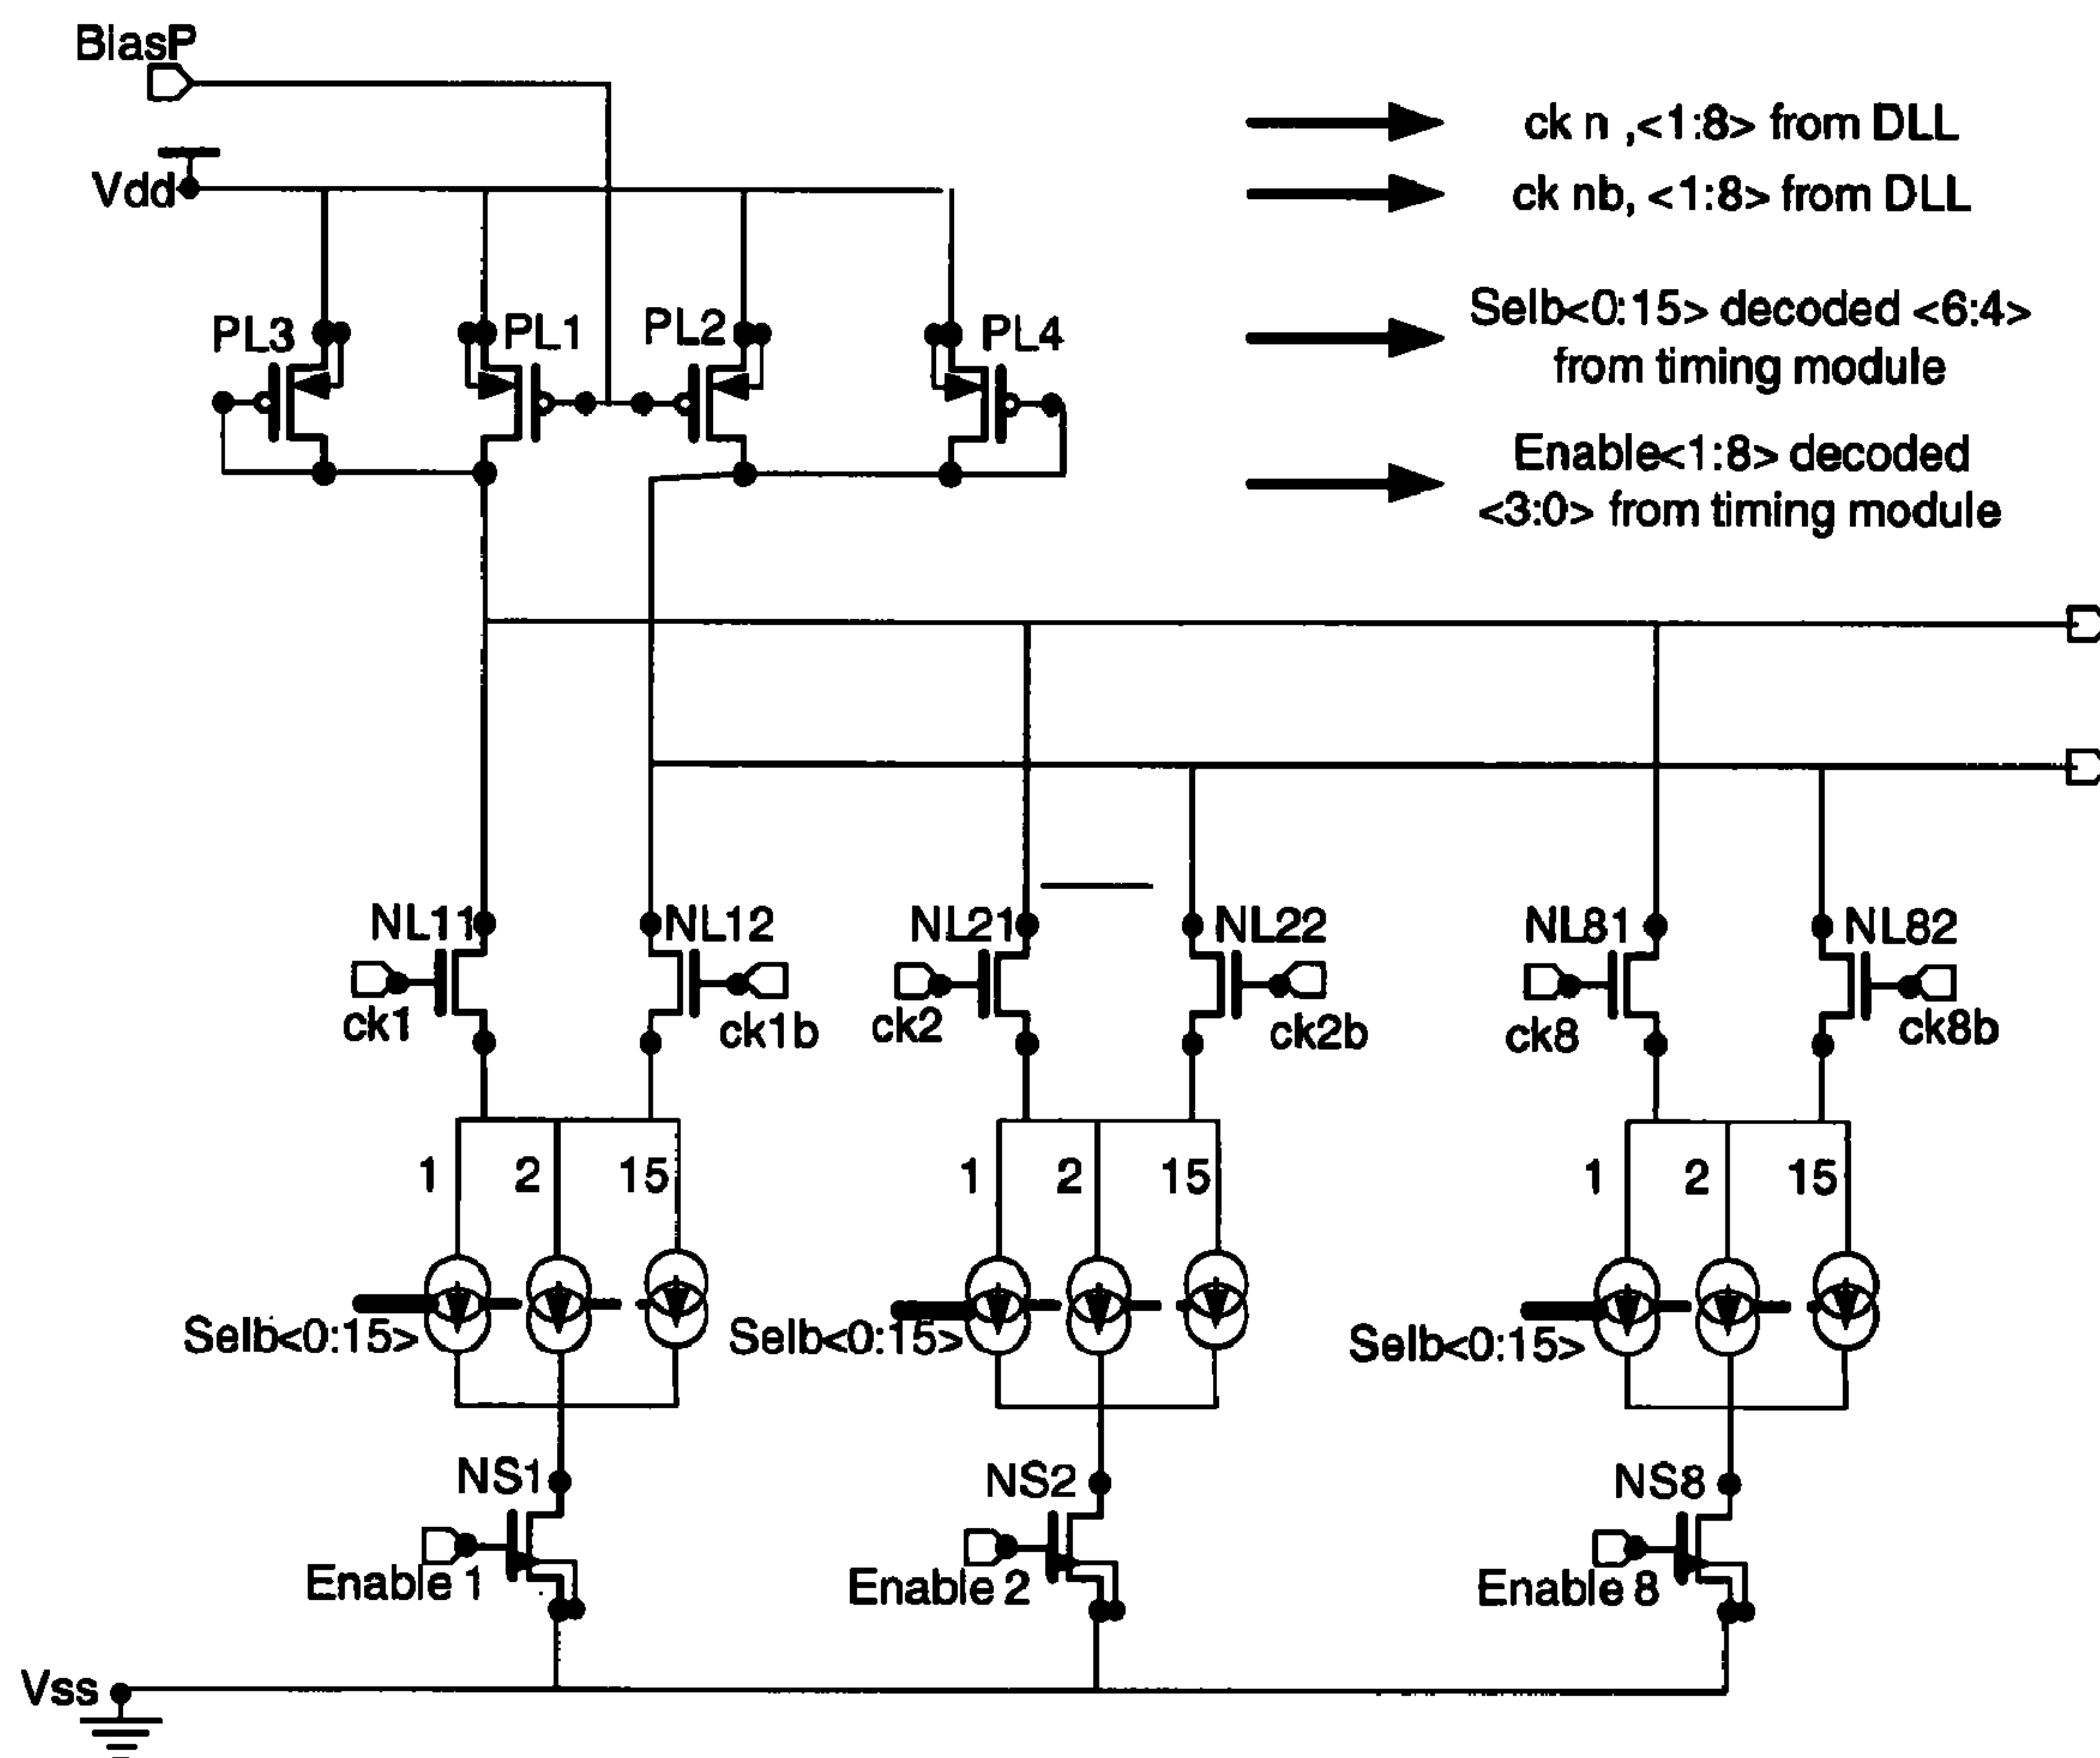 BiasP
ck n ,<1:8> from DLL
Vdd
ck nb, <1:8> from DLL
PL3
PL1
PL2
PL4
Selb<0:15> decoded <6:4>
from timing module
Enable<1:8> decoded
<3:0> from timing module
NL11
NL12
NL21
NL22
NL81
NL82
ck1
ck1b
ck2
ck2b
ck8
ck8b
1
2
15
1
2
15
1
2
15
Selb<0:15>
Selb<0:15>
Selb<0:15>
NS1
NS2
NS8
Enable 1
Enable 2
Enable 8
Vss